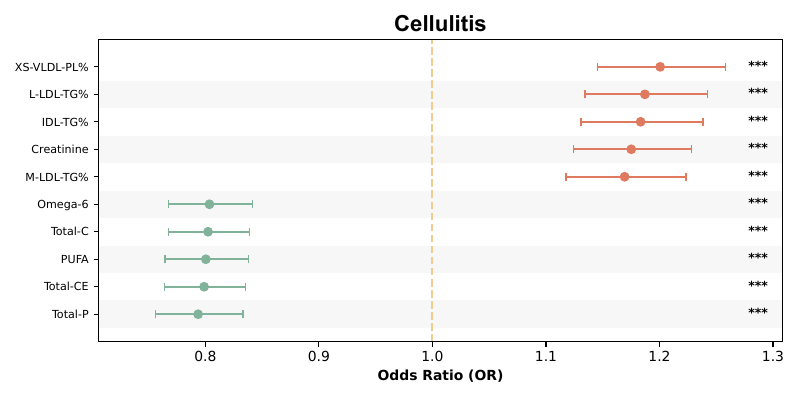 Cellulitis
XS-VLDL-PL% ***
L-LDL-TG% ***
IDL-TG% ***
Creatinine ***
M-LDL-TG% ***
Omega-6 ***
Total-C ***
PUFA ***
Total-CE ***
Total-P ***
0.8 0.9 1.0 1.1 1.2 1.3
Odds Ratio (OR)